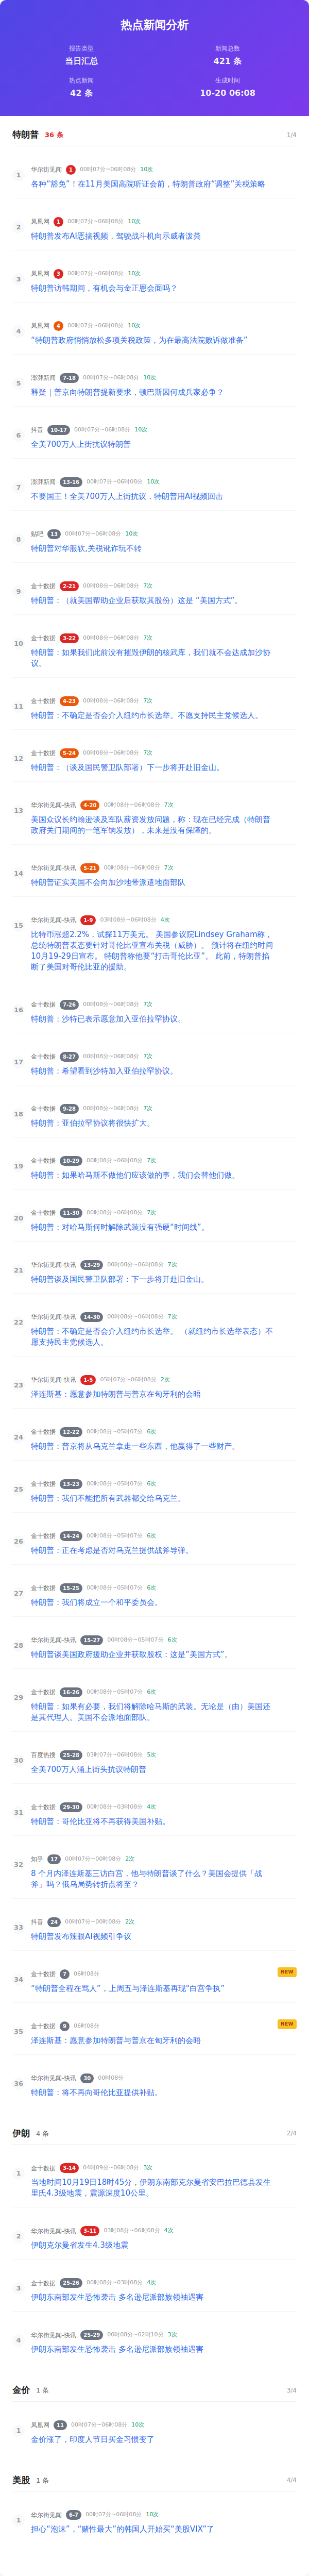 热点新闻分析
报告类型
当日汇总
新闻总数
421 条
热点新闻
42 条
生成时间
10-20 06:08
特朗普 36 条 1/4
1
华尔街见闻 1 00时07分~06时08分 10次
各种“豁免”！在11月美国高院听证会前，特朗普政府“调整”关税策略
2
凤凰网 1 00时07分~06时08分 10次
特朗普发布AI恶搞视频，驾驶战斗机向示威者泼粪
3
凤凰网 3 00时07分~06时08分 10次
特朗普访韩期间，有机会与金正恩会面吗？
4
凤凰网 4 00时07分~06时08分 10次
“特朗普政府悄悄放松多项关税政策，为在最高法院败诉做准备”
5
澎湃新闻 7-18 00时07分~06时08分 10次
释疑｜普京向特朗普提新要求，顿巴斯因何成兵家必争？
6
抖音 10-17 00时07分~06时08分 10次
全美700万人上街抗议特朗普
7
澎湃新闻 13-16 00时07分~06时08分 10次
不要国王！全美700万人上街抗议，特朗普用AI视频回击
8
贴吧 13 00时07分~06时08分 10次
特朗普对华服软,关税讹诈玩不转
9
金十数据 2-21 00时08分~06时08分 7次
特朗普：（就美国帮助企业后获取其股份）这是 “美国方式”。
10
金十数据 3-22 00时08分~06时08分 7次
特朗普：如果我们此前没有摧毁伊朗的核武库，我们就不会达成加沙协
议。
11
金十数据 4-23 00时08分~06时08分 7次
特朗普：不确定是否会介入纽约市长选举。不愿支持民主党候选人。
12
金十数据 5-24 00时08分~06时08分 7次
特朗普：（谈及国民警卫队部署）下一步将开赴旧金山。
13
华尔街见闻-快讯 4-20 00时08分~06时08分 7次
美国众议长约翰逊谈及军队薪资发放问题，称：现在已经完成（特朗普
政府关门期间的一笔军饷发放），未来是没有保障的。
14
华尔街见闻-快讯 5-21 00时08分~06时08分 7次
特朗普证实美国不会向加沙地带派遣地面部队
15
华尔街见闻-快讯 1-9 03时08分~06时08分 4次
比特币涨超2.2%，试探11万美元。 美国参议院Lindsey Graham称，
总统特朗普表态要针对哥伦比亚宣布关税（威胁）。 预计将在纽约时间
10月19-29日宣布。 特朗普称他要“打击哥伦比亚”。 此前，特朗普掐
断了美国对哥伦比亚的援助。
16
金十数据 7-26 00时08分~06时08分 7次
特朗普：沙特已表示愿意加入亚伯拉罕协议。
17
金十数据 8-27 00时08分~06时08分 7次
特朗普：希望看到沙特加入亚伯拉罕协议。
18
金十数据 9-28 00时08分~06时08分 7次
特朗普：亚伯拉罕协议将很快扩大。
19
金十数据 10-29 00时08分~06时08分 7次
特朗普：如果哈马斯不做他们应该做的事，我们会替他们做。
20
金十数据 11-30 00时08分~06时08分 7次
特朗普：对哈马斯何时解除武装没有强硬“时间线”。
21
华尔街见闻-快讯 13-29 00时08分~06时08分 7次
特朗普谈及国民警卫队部署：下一步将开赴旧金山。
22
华尔街见闻-快讯 14-30 00时08分~06时08分 7次
特朗普：不确定是否会介入纽约市长选举。 （就纽约市长选举表态）不
愿支持民主党候选人。
23
华尔街见闻-快讯 1-5 05时07分~06时08分 2次
泽连斯基：愿意参加特朗普与普京在匈牙利的会晤
24
金十数据 12-22 00时08分~05时07分 6次
特朗普：普京将从乌克兰拿走一些东西，他赢得了一些财产。
25
金十数据 13-23 00时08分~05时07分 6次
特朗普：我们不能把所有武器都交给乌克兰。
26
金十数据 14-24 00时08分~05时07分 6次
特朗普：正在考虑是否对乌克兰提供战斧导弹。
27
金十数据 15-25 00时08分~05时07分 6次
特朗普：我们将成立一个和平委员会。
28
华尔街见闻-快讯 15-27 00时08分~05时07分 6次
特朗普谈美国政府援助企业并获取股权：这是“美国方式”。
29
金十数据 16-26 00时08分~05时07分 6次
特朗普：如果有必要，我们将解除哈马斯的武装。无论是（由）美国还
是其代理人。美国不会派地面部队。
30
百度热搜 25-28 03时07分~06时08分 5次
全美700万人涌上街头抗议特朗普
31
金十数据 29-30 00时08分~03时08分 4次
特朗普：哥伦比亚将不再获得美国补贴。
32
知乎 17 00时07分~00时08分 2次
8 个月内泽连斯基三访白宫，他与特朗普谈了什么？美国会提供「战
斧」吗？俄乌局势转折点将至？
33
抖音 24 00时07分~00时08分 2次
特朗普发布辣眼AI视频引争议
34
金十数据 7 06时08分
NEW
“特朗普全程在骂人”，上周五与泽连斯基再现“白宫争执”
35
金十数据 9 06时08分
NEW
泽连斯基：愿意参加特朗普与普京在匈牙利的会晤
36
华尔街见闻-快讯 30 00时08分
特朗普：将不再向哥伦比亚提供补贴。
伊朗 4 条 2/4
1
金十数据 3-14 04时09分~06时08分 3次
当地时间10月19日18时45分，伊朗东南部克尔曼省安巴拉巴德县发生
里氏4.3级地震，震源深度10公里。
2
华尔街见闻-快讯 3-11 03时08分~06时08分 4次
伊朗克尔曼省发生4.3级地震
3
金十数据 25-26 00时08分~03时08分 4次
伊朗东南部发生恐怖袭击 多名逊尼派部族领袖遇害
4
华尔街见闻-快讯 25-29 00时08分~02时10分 3次
伊朗东南部发生恐怖袭击 多名逊尼派部族领袖遇害
金价 1 条 3/4
1
凤凰网 11 00时07分~06时08分 10次
金价涨了，印度人节日买金习惯变了
美股 1 条 4/4
1
华尔街见闻 6-7 00时07分~06时08分 10次
担心“泡沫”，“赌性最大”的韩国人开始买“美股VIX”了